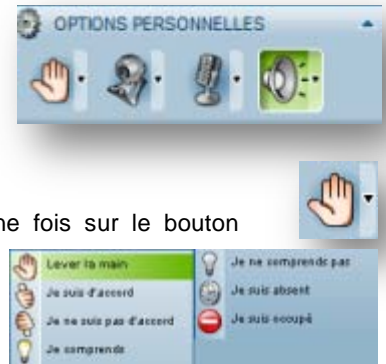 OPTIONS PERSONNELLES
ne fois sur le bouton
Lever la main
Je suis d'accord
Je ne suis pas d'accord
Je comprends
Je ne comprends pas
Je suis absent
Je suis occupé